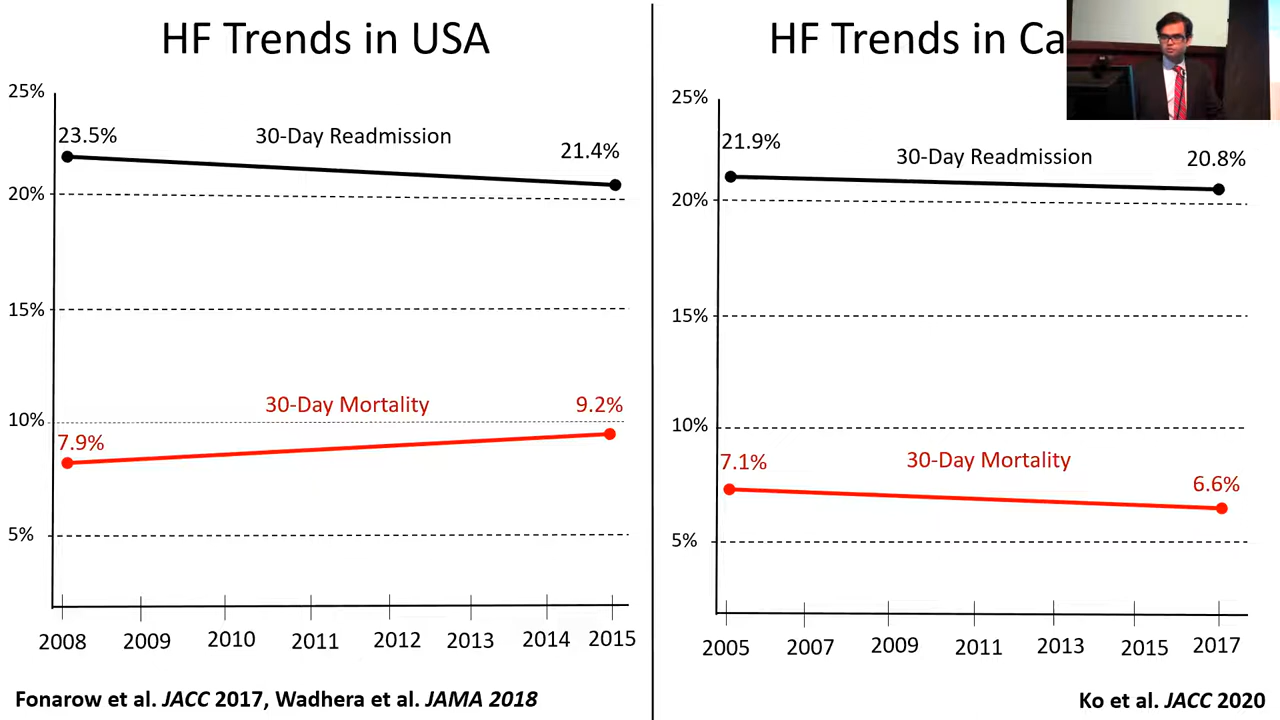 HF Trends in USA
25%
23.5%
30-Day Readmission
21.4%
20%
15%
30-Day Mortality
9.2%
10%
7.9%
5%
2008 2009 2010 2011 2012 2013 2014 2015
Fonarow et al. JACC 2017, Wadhera et al. JAMA 2018
HF Trends in Ca
25%
21.9%
30-Day Readmission
20.8%
20%
15%
10%
7.1%
30-Day Mortality
6.6%
5%
2005 2007 2009 2011 2013 2015 2017
Ko et al. JACC 2020